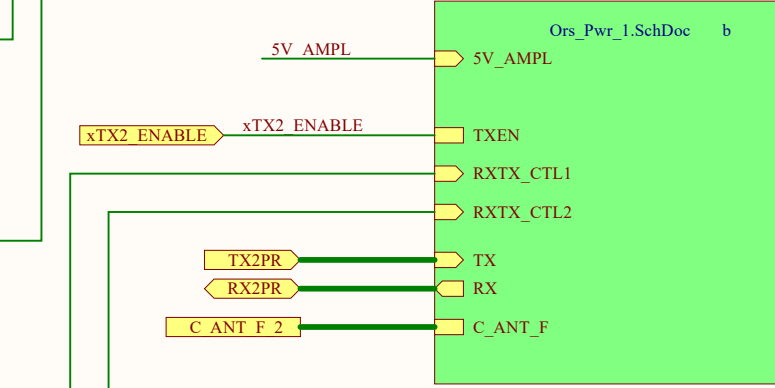 Ors_Pwr_1.SchDoc b
5V_AMPL
5V_AMPL
xTX2_ENABLE
xTX2_ENABLE
TXEN
RXTX_CTL1
RXTX_CTL2
TX2PR
TX
RX2PR
RX
C_ANT_F_2
C_ANT_F